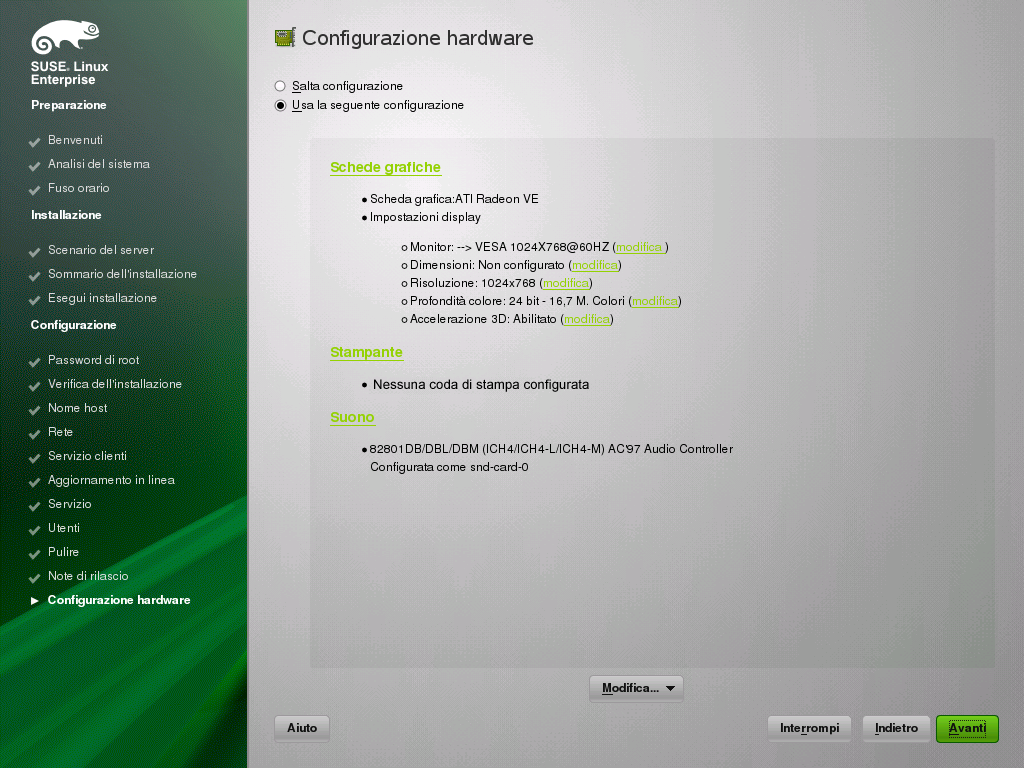 SUSE. Linux
Enterprise
Preparazione
Benvenuti
Analisi del sistema
Fuso orario
Installazione
Scenario del server
Sommario dell'installazione
Esegui installazione
Configurazione
Password di root
Verifica dell'installazione
Nome host
Rete
Servizio clienti
Aggiornamento in linea
Servizio
Utenti
Pulire
Note di rilascio
Configurazione hardware
Configurazione hardware
Salta configurazione
Usa la seguente configurazione
Schede grafiche
Scheda grafica:ATI Radeon VE
Impostazioni display
Monitor: --> VESA 1024X768@60HZ (modifica )
Dimensioni: Non configurato (modifica)
Risoluzione: 1024x768 (modifica)
Profondità colore: 24 bit - 16,7 M. Colori (modifica)
Accelerazione 3D: Abilitato (modifica)
Stampante
Nessuna coda di stampa configurata
Suono
82801DB/DBL/DBM (ICH4/ICH4-L/ICH4-M) AC'97 Audio Controller
Configurata come snd-card-0
Modifica...
Aiuto
Interrompi
Indietro
Avanti